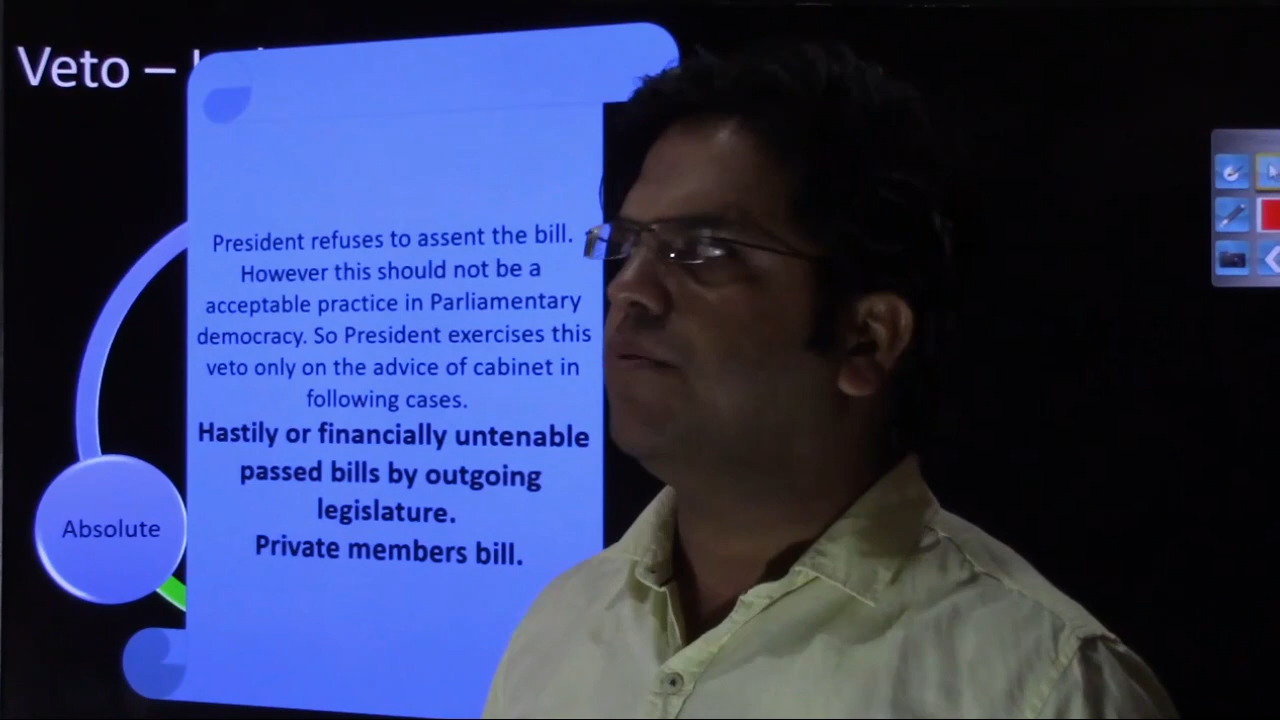 Veto –
President refuses to assent the bill.
However this should not be a
acceptable practice in Parliamentary
democracy. So President exercises this
veto only on the advice of cabinet in
following cases.
Hastily or financially untenable
passed bills by outgoing
legislature.
Private members bill.
Absolute